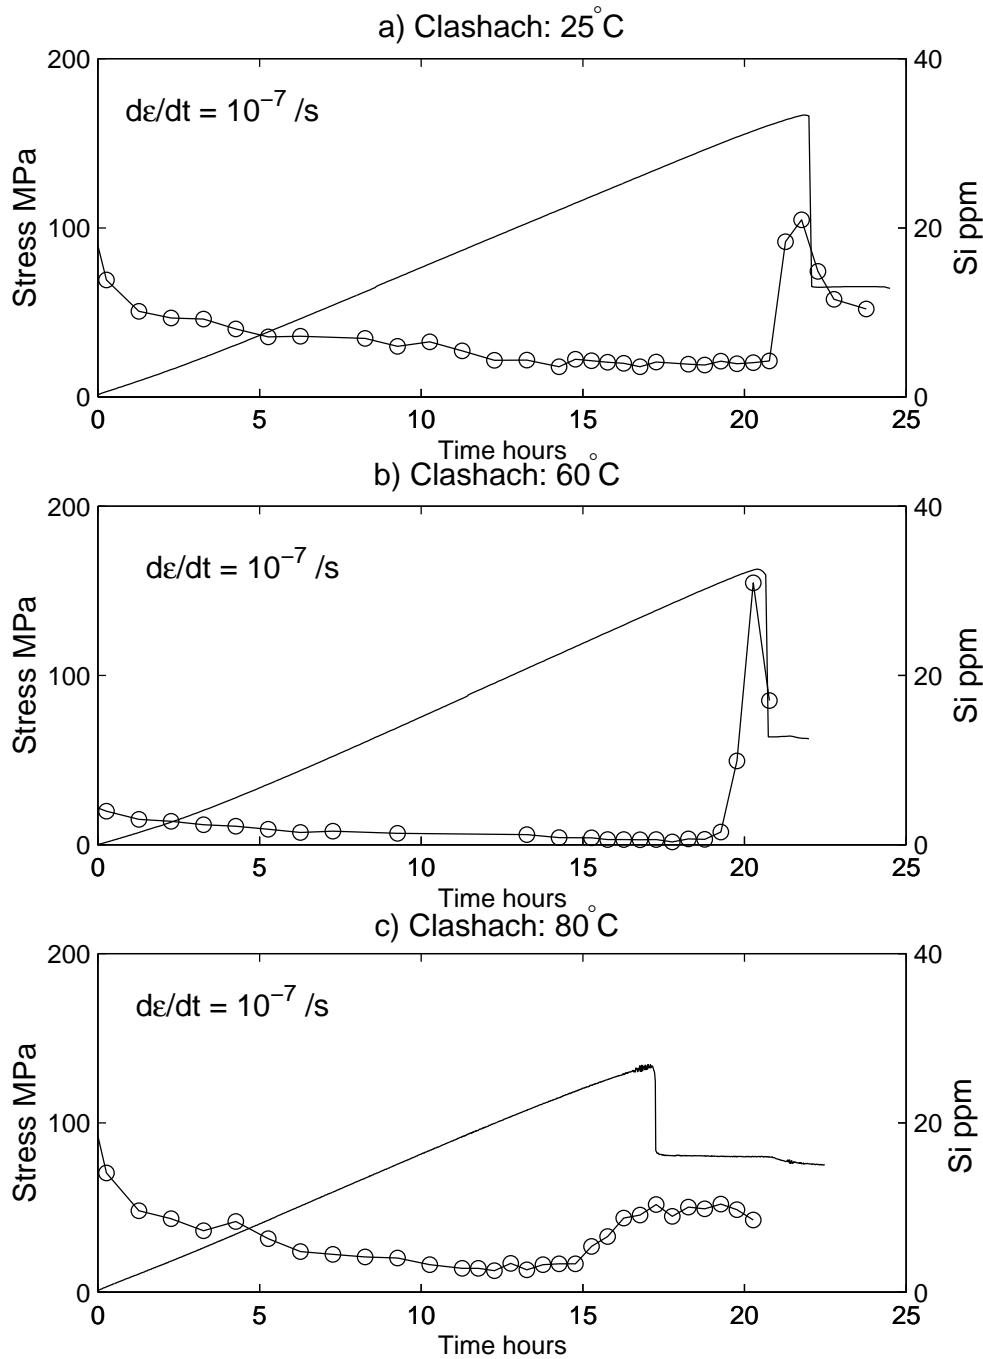 a) Clashach: 25°C
200
40
dε/dt = 10⁻⁷ /s
Stress MPa
100
20
Si ppm
0
0
0 5 10 15 20 25
Time hours
b) Clashach: 60°C
200
40
dε/dt = 10⁻⁷ /s
Stress MPa
100
20
Si ppm
0
0
0 5 10 15 20 25
Time hours
c) Clashach: 80°C
200
40
dε/dt = 10⁻⁷ /s
Stress MPa
100
20
Si ppm
0
0
0 5 10 15 20 25
Time hours